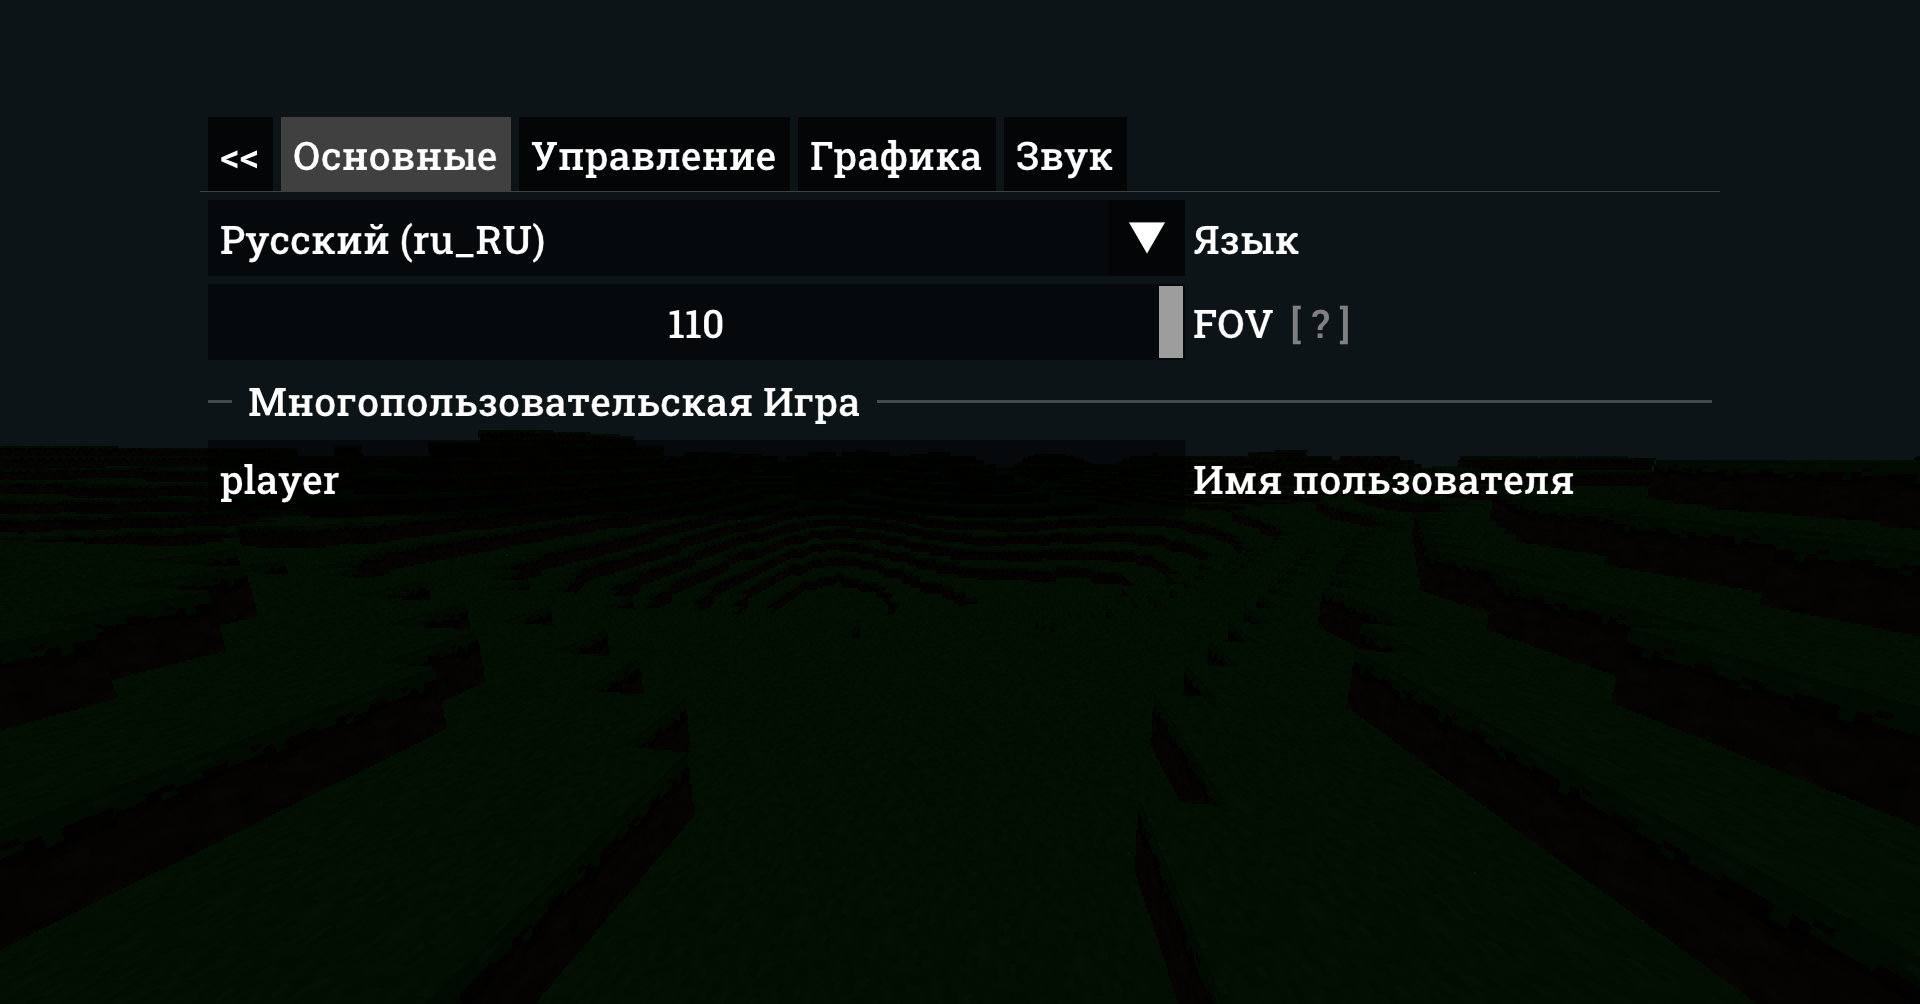 << Основные Управление Графика Звук
Русский (ru_RU) Язык
110 FOV [ ? ]
Многопользовательская Игра
player Имя пользователя